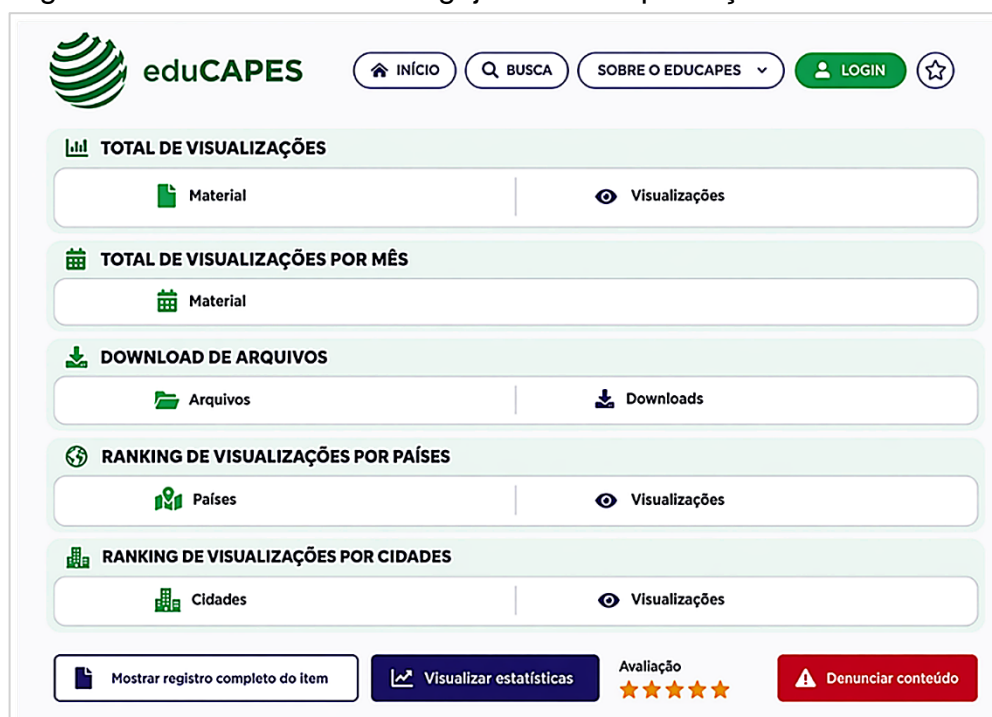 eduCAPES INÍCIO BUSCA SOBRE O EDUCAPES LOGIN
TOTAL DE VISUALIZAÇÕES
Material Visualizações
TOTAL DE VISUALIZAÇÕES POR MÊS
Material
DOWNLOAD DE ARQUIVOS
Arquivos Downloads
RANKING DE VISUALIZAÇÕES POR PAÍSES
Países Visualizações
RANKING DE VISUALIZAÇÕES POR CIDADES
Cidades Visualizações
Mostrar registro completo do item Visualizar estatísticas Avaliação Denunciar conteúdo